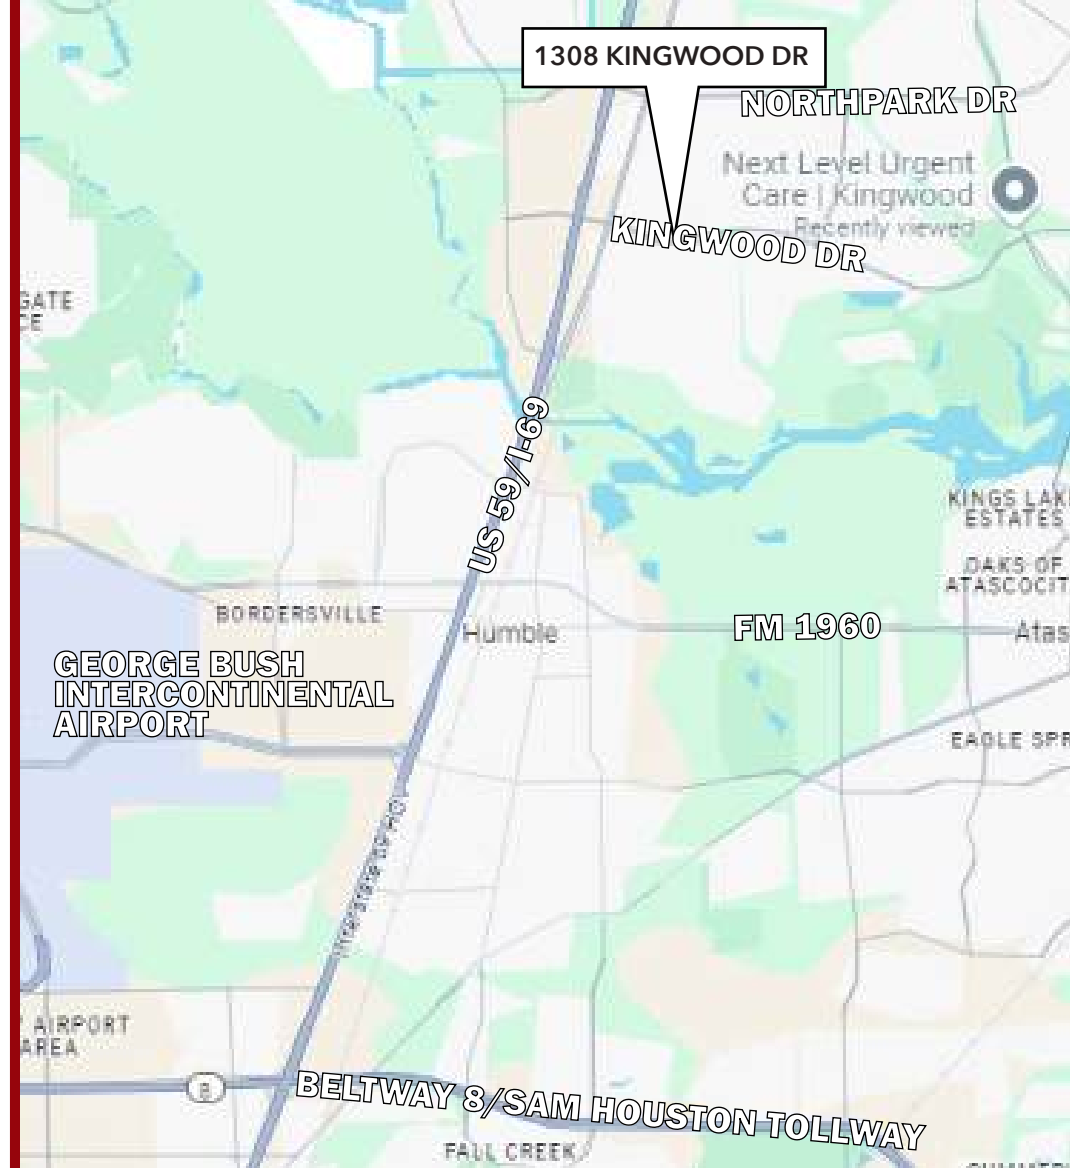 1308 KINGWOOD DR
NORTHPARK DR
Next Level Urgent
Care | Kingwood
Recently viewed
KINGWOOD DR
GATE
CE
US 59/I-69
KINGS LAK
ESTATES
OAKS OF
ATASCOCIT
BORDERSVILLE
Humble
FM 1960
Atas
GEORGE BUSH
INTERCONTINENTAL
AIRPORT
EAGLE SPR
AIRPORT
AREA
8
BELTWAY 8/SAM HOUSTON TOLLWAY
FALL CREEK